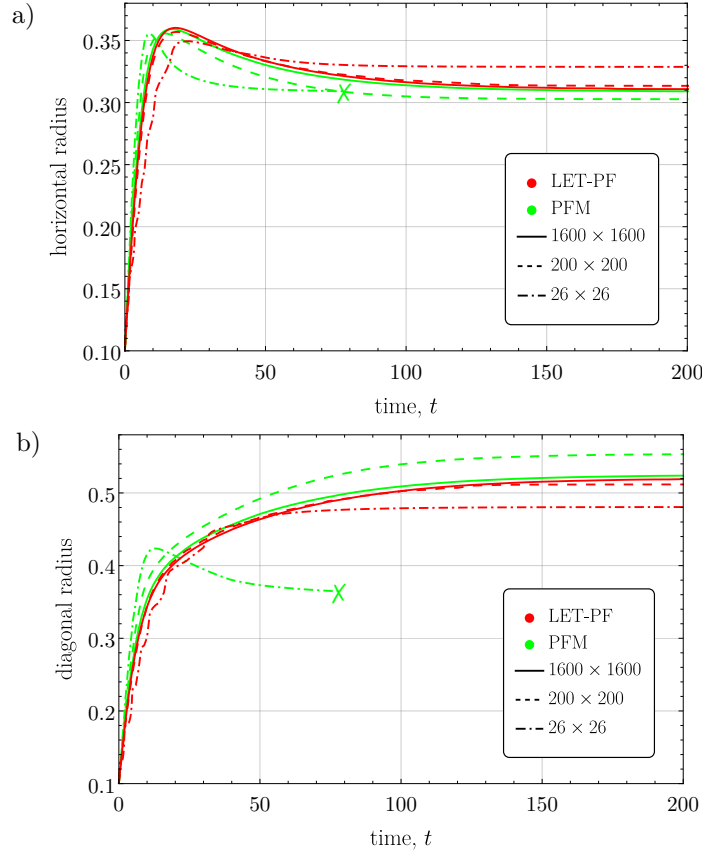 a)
horizontal radius
0.35
0.30
0.25
0.20
0.15
0.10
LET-PF
PFM
1600 × 1600
200 × 200
26 × 26
0 50 100 150 200
time, t
b)
diagonal radius
0.5
0.4
0.3
0.2
0.1
LET-PF
PFM
1600 × 1600
200 × 200
26 × 26
0 50 100 150 200
time, t